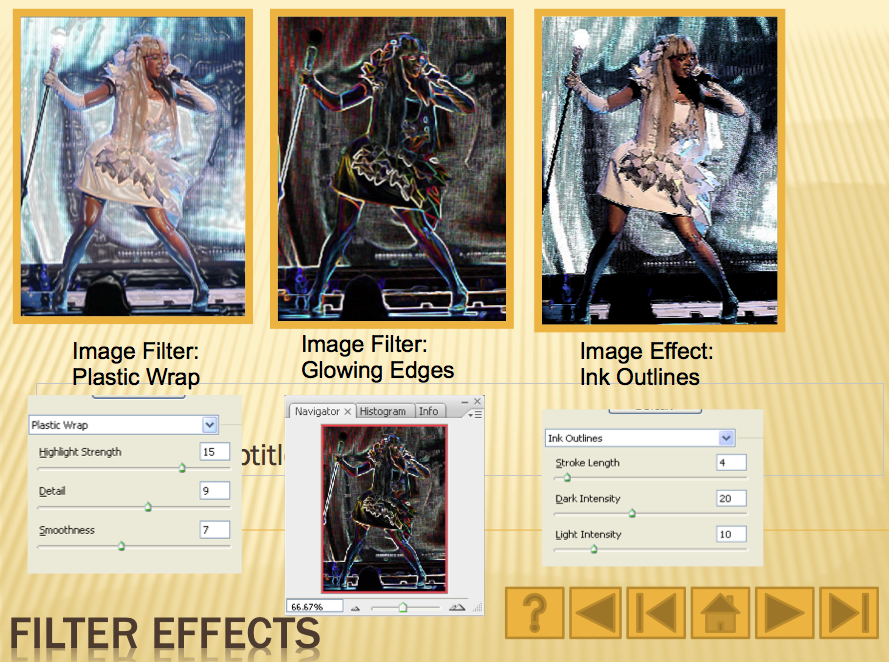 Image Filter:
Plastic Wrap
Image Filter:
Glowing Edges
Image Effect:
Ink Outlines
Plastic Wrap
Highlight Strength 15
Detail 9
Smoothness 7
Navigator × Histogram Info
66.67%
Ink Outlines
Stroke Length 4
Dark Intensity 20
Light Intensity 10
?
FILTER EFFECTS